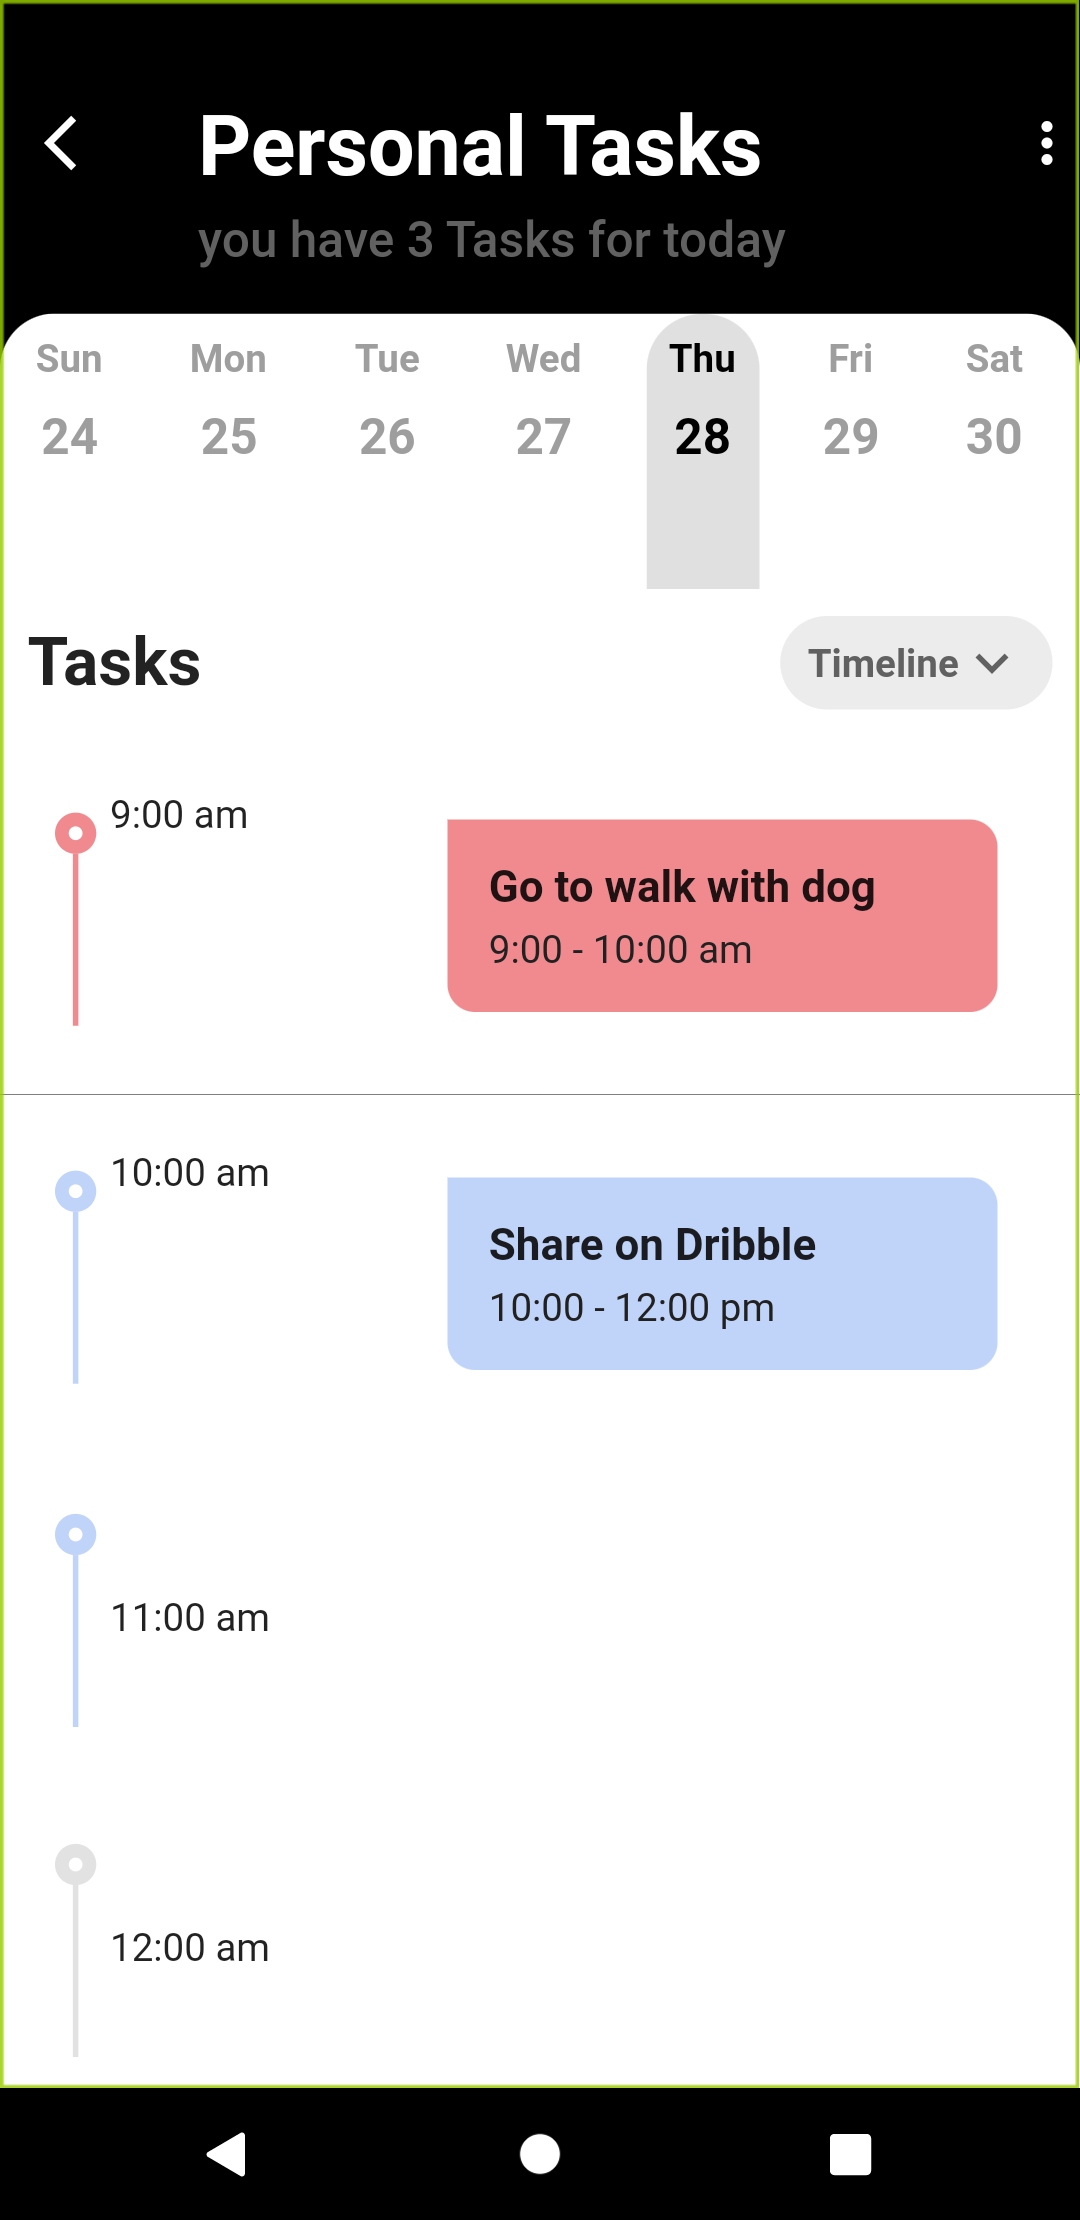 Personal Tasks
you have 3 Tasks for today
Sun Mon Tue Wed Thu Fri Sat
24 25 26 27 28 29 30
Tasks
Timeline
9:00 am
Go to walk with dog
9:00 - 10:00 am
10:00 am
Share on Dribble
10:00 - 12:00 pm
11:00 am
12:00 am